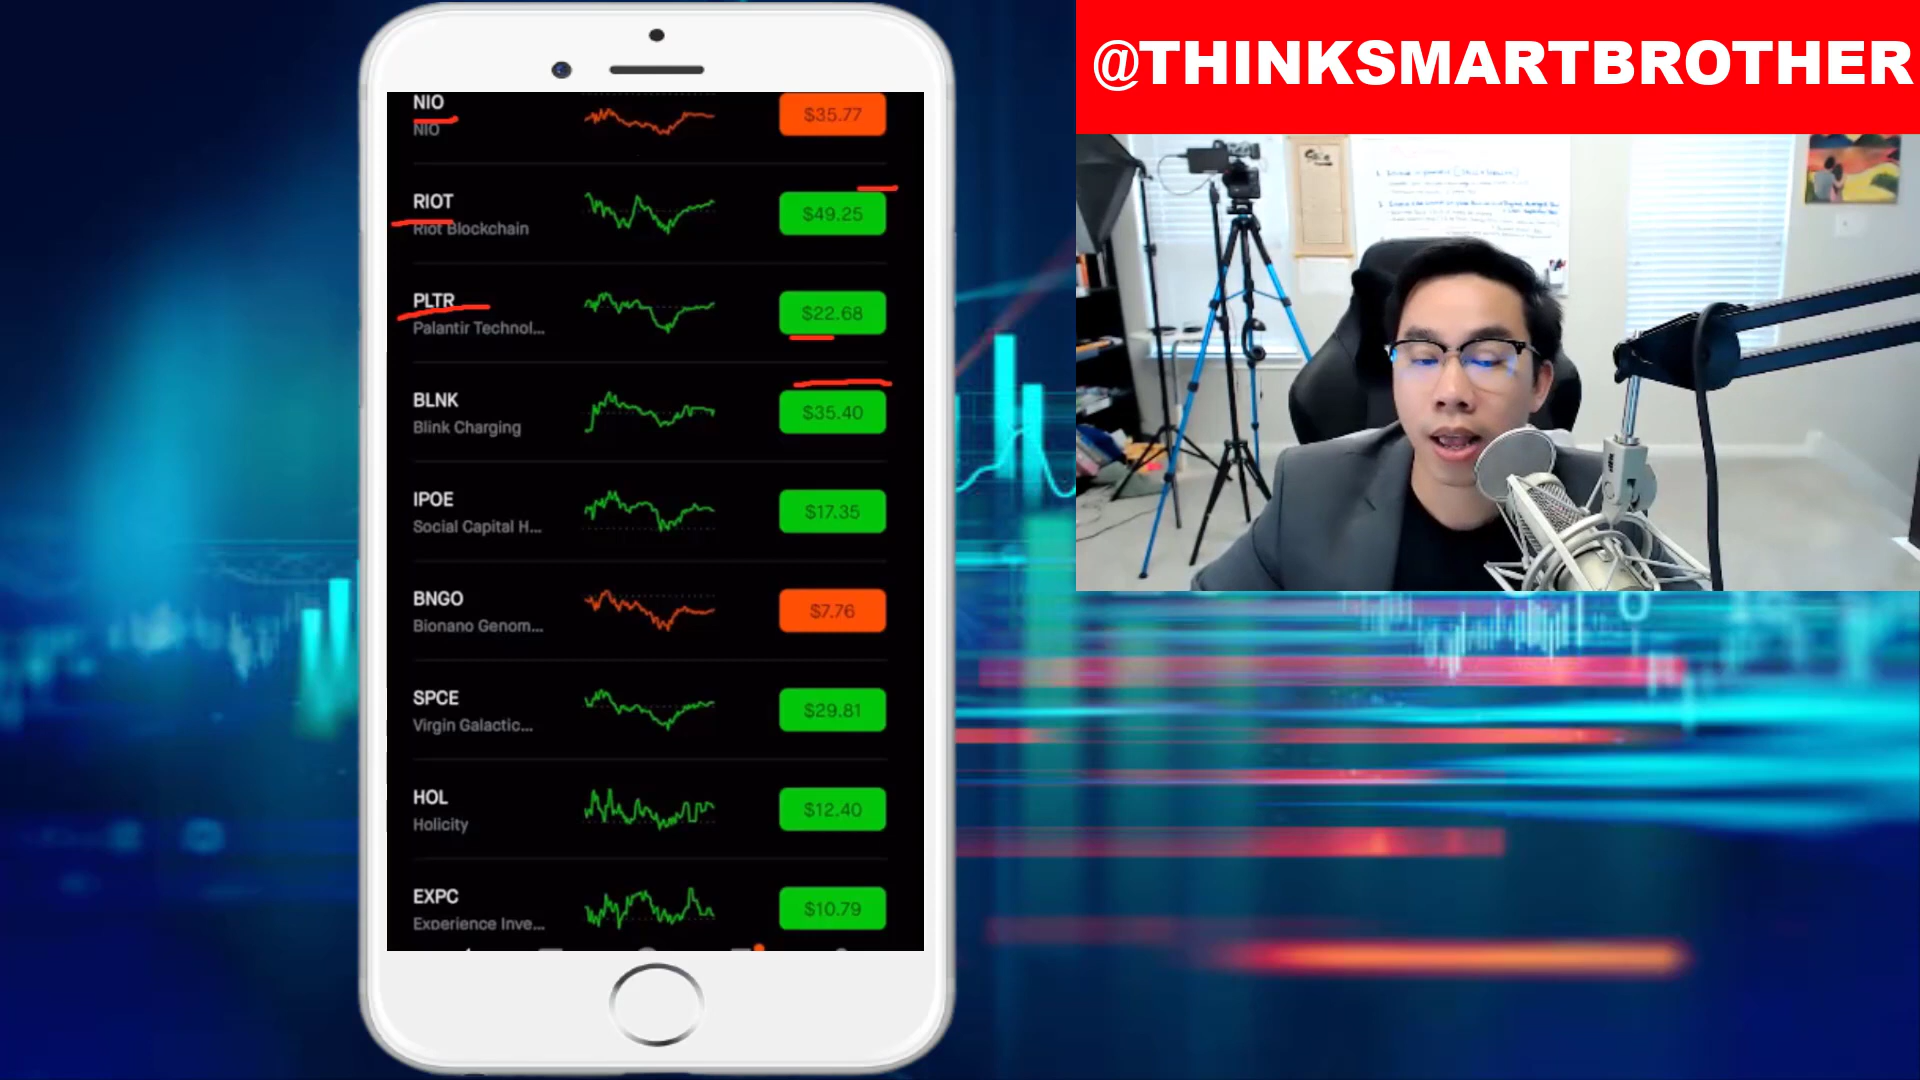 @THINKSMARTBROTHER
NIO
NIO
$35.77
RIOT
Riot Blockchain
$49.25
PLTR
Palantir Technol...
$22.68
BLNK
Blink Charging
$35.40
IPOE
Social Capital H...
$17.35
BNGO
Bionano Genom...
$7.76
SPCE
Virgin Galactic...
$29.81
HOL
Holicity
$12.40
EXPC
Experience Inve...
$10.79